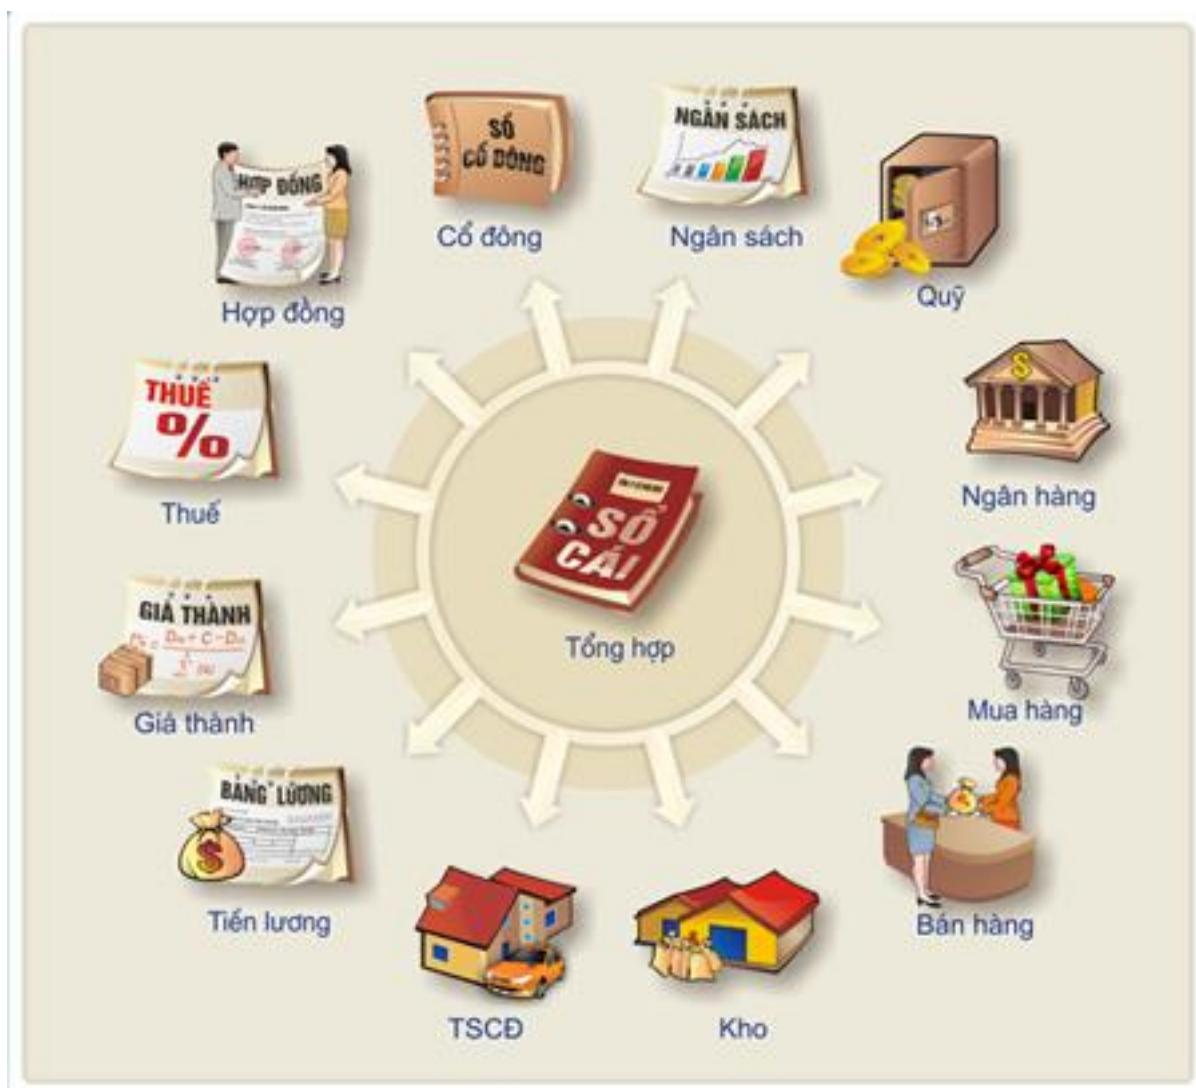 SỔ
CỔ ĐÔNG
Cổ đông
NGÂN SÁCH
Ngân sách
Quỹ
HỢP ĐỒNG
Hợp đồng
Ngân hàng
THUẾ
%
Thuế
SỔ
CÁI
Tổng hợp
Mua hàng
GIÁ THÀNH
Giá thành
Bán hàng
BẢNG LƯƠNG
$
Tiền lương
TSCĐ
Kho